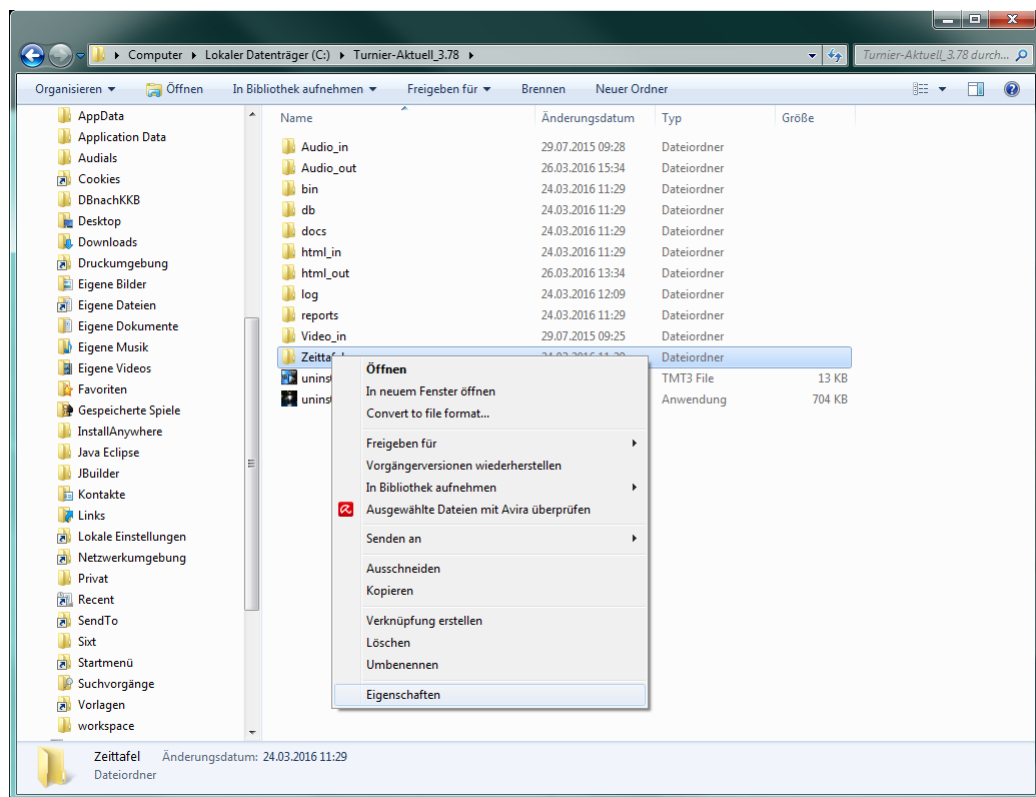 Computer ▸ Lokaler Datenträger (C:) ▸ Turnier-Aktuell_3.78 ▸
Turnier-Aktuell_3.78 durch...
Organisieren Öffnen In Bibliothek aufnehmen Freigeben für Brennen Neuer Ordner
AppData
Application Data
Audials
Cookies
DBnachKKB
Desktop
Downloads
Druckumgebung
Eigene Bilder
Eigene Dateien
Eigene Dokumente
Eigene Musik
Eigene Videos
Favoriten
Gespeicherte Spiele
InstallAnywhere
Java Eclipse
JBuilder
Kontakte
Links
Lokale Einstellungen
Netzwerkumgebung
Privat
Recent
SendTo
Sixt
Startmenü
Suchvorgänge
Vorlagen
workspace
Name Änderungsdatum Typ Größe
Audio_in 29.07.2015 09:28 Dateiordner
Audio_out 26.03.2016 15:34 Dateiordner
bin 24.03.2016 11:29 Dateiordner
db 24.03.2016 11:29 Dateiordner
docs 24.03.2016 11:29 Dateiordner
html_in 24.03.2016 11:29 Dateiordner
html_out 26.03.2016 13:34 Dateiordner
log 24.03.2016 12:09 Dateiordner
reports 24.03.2016 11:29 Dateiordner
Video_in 29.07.2015 09:25 Dateiordner
Dateiordner
TMT3 File 13 KB
Anwendung 704 KB
Öffnen
In neuem Fenster öffnen
Convert to file format...
Freigeben für
Vorgängerversionen wiederherstellen
In Bibliothek aufnehmen
Ausgewählte Dateien mit Avira überprüfen
Senden an
Ausschneiden
Kopieren
Verknüpfung erstellen
Löschen
Umbenennen
Eigenschaften
Zeittafel Änderungsdatum: 24.03.2016 11:29
Dateiordner